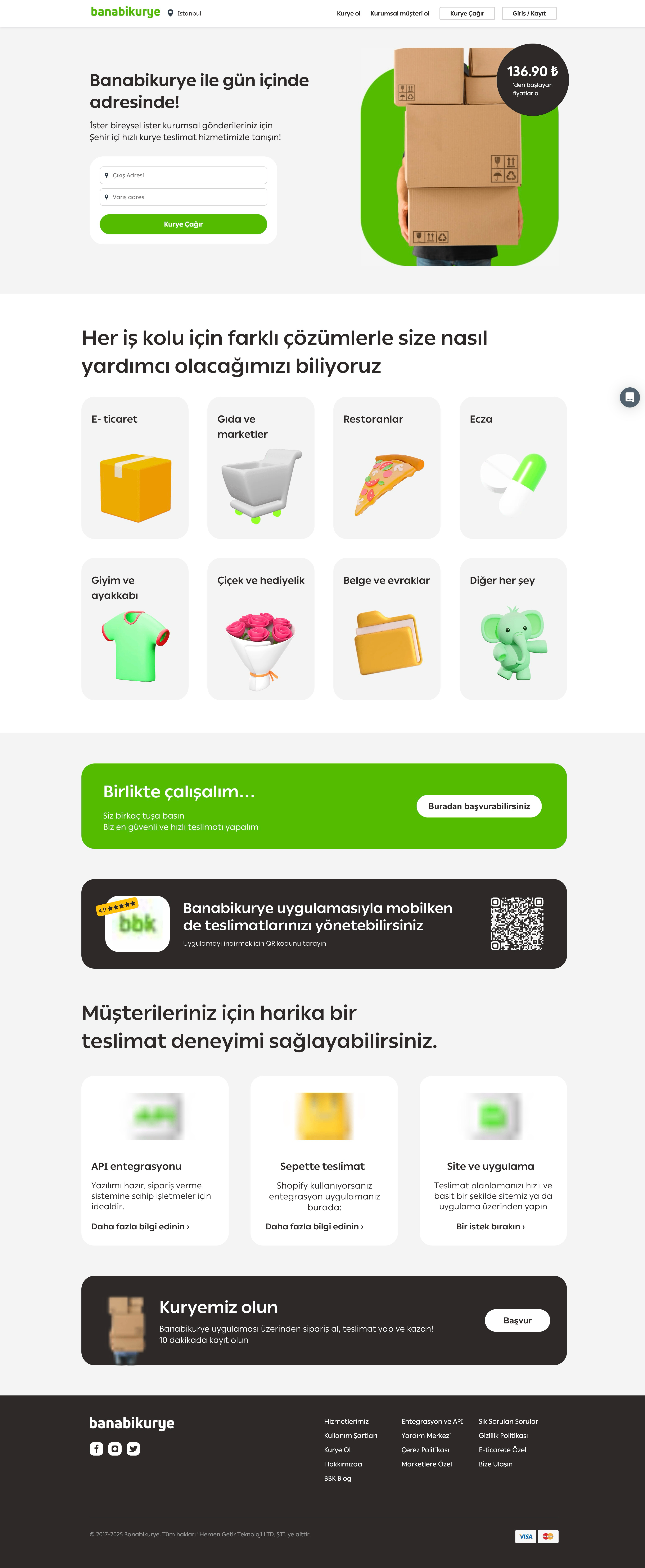 banabikurye
İstanbul
Kurye ol
Kurumsal müşteri ol
Kurye Çağır
Giriş / Kayıt
Banabikurye ile gün içinde
adresinde!
İster bireysel ister kurumsal gönderileriniz için
Şehir içi hızlı kurye teslimat hizmetimizle tanışın!
136.90 ₺
'den başlayan
fiyatlarla
Çıkış Adresi
Varış adresi
Kurye Çağır
Her iş kolu için farklı çözümlerle size nasıl
yardımcı olacağımızı biliyoruz
E- ticaret
Gıda ve
marketler
Restoranlar
Ecza
Giyim ve
ayakkabı
Çiçek ve hediyelik
Belge ve evraklar
Diğer her şey
Birlikte çalışalım...
Siz birkaç tuşa basın
Biz en güvenli ve hızlı teslimatı yapalım
Buradan başvurabilirsiniz
bbk
Banabikurye uygulamasıyla mobilken
de teslimatlarınızı yönetebilirsiniz
Uygulamayı indirmek için QR kodunu tarayın
Müşterileriniz için harika bir
teslimat deneyimi sağlayabilirsiniz.
API
API entegrasyonu
Yazılımı hazır, sipariş verme
sistemine sahip işletmeler için
idealdir.
Daha fazla bilgi edinin ›
Sepette teslimat
Shopify kullanıyorsanız
entegrasyon uygulamanız
burada:
Daha fazla bilgi edinin ›
Site ve uygulama
Teslimat planlamanızı hızlı ve
basit bir şekilde sitemiz ya da
uygulama üzerinden yapın
Bir istek bırakın ›
Kuryemiz olun
Banabikurye uygulaması üzerinden sipariş al, teslimat yap ve kazan!
10 dakikada kayıt olun
Başvur
banabikurye
Hizmetlerimiz
Kullanım Şartları
Kurye Ol
Hakkımızda
BBK Blog
Entegrasyon ve API
Yardım Merkezi
Çerez Politikası
Marketlere Özel
Sık Sorulan Sorular
Gizlilik Politikası
E-ticarete Özel
Bize Ulaşın
© 2017-2025 Banabikurye. Tüm hakları Hemen Getir Teknoloji LTD. ŞTİ.'ye aittir.
VISA